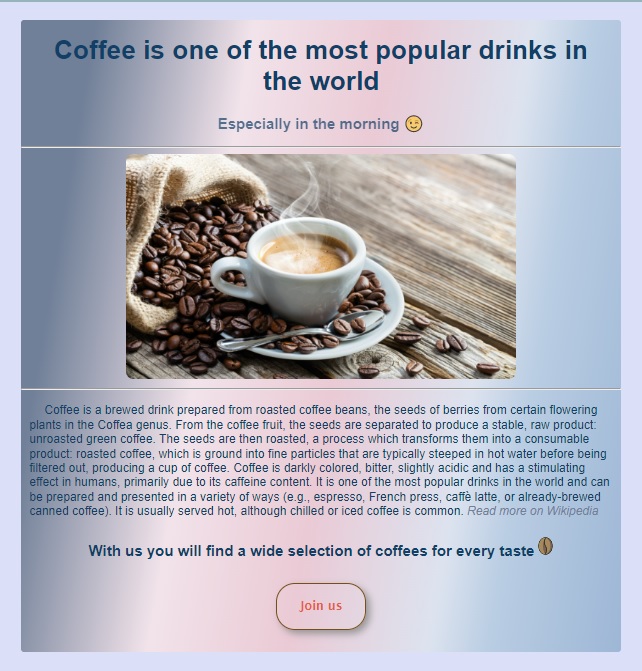 Coffee is one of the most popular drinks in
the world
Especially in the morning 😉
Coffee is a brewed drink prepared from roasted coffee beans, the seeds of berries from certain flowering
plants in the Coffea genus. From the coffee fruit, the seeds are separated to produce a stable, raw product:
unroasted green coffee. The seeds are then roasted, a process which transforms them into a consumable
product: roasted coffee, which is ground into fine particles that are typically steeped in hot water before being
filtered out, producing a cup of coffee. Coffee is darkly colored, bitter, slightly acidic and has a stimulating
effect in humans, primarily due to its caffeine content. It is one of the most popular drinks in the world and can
be prepared and presented in a variety of ways (e.g., espresso, French press, caffè latte, or already-brewed
canned coffee). It is usually served hot, although chilled or iced coffee is common. Read more on Wikipedia
With us you will find a wide selection of coffees for every taste
Join us